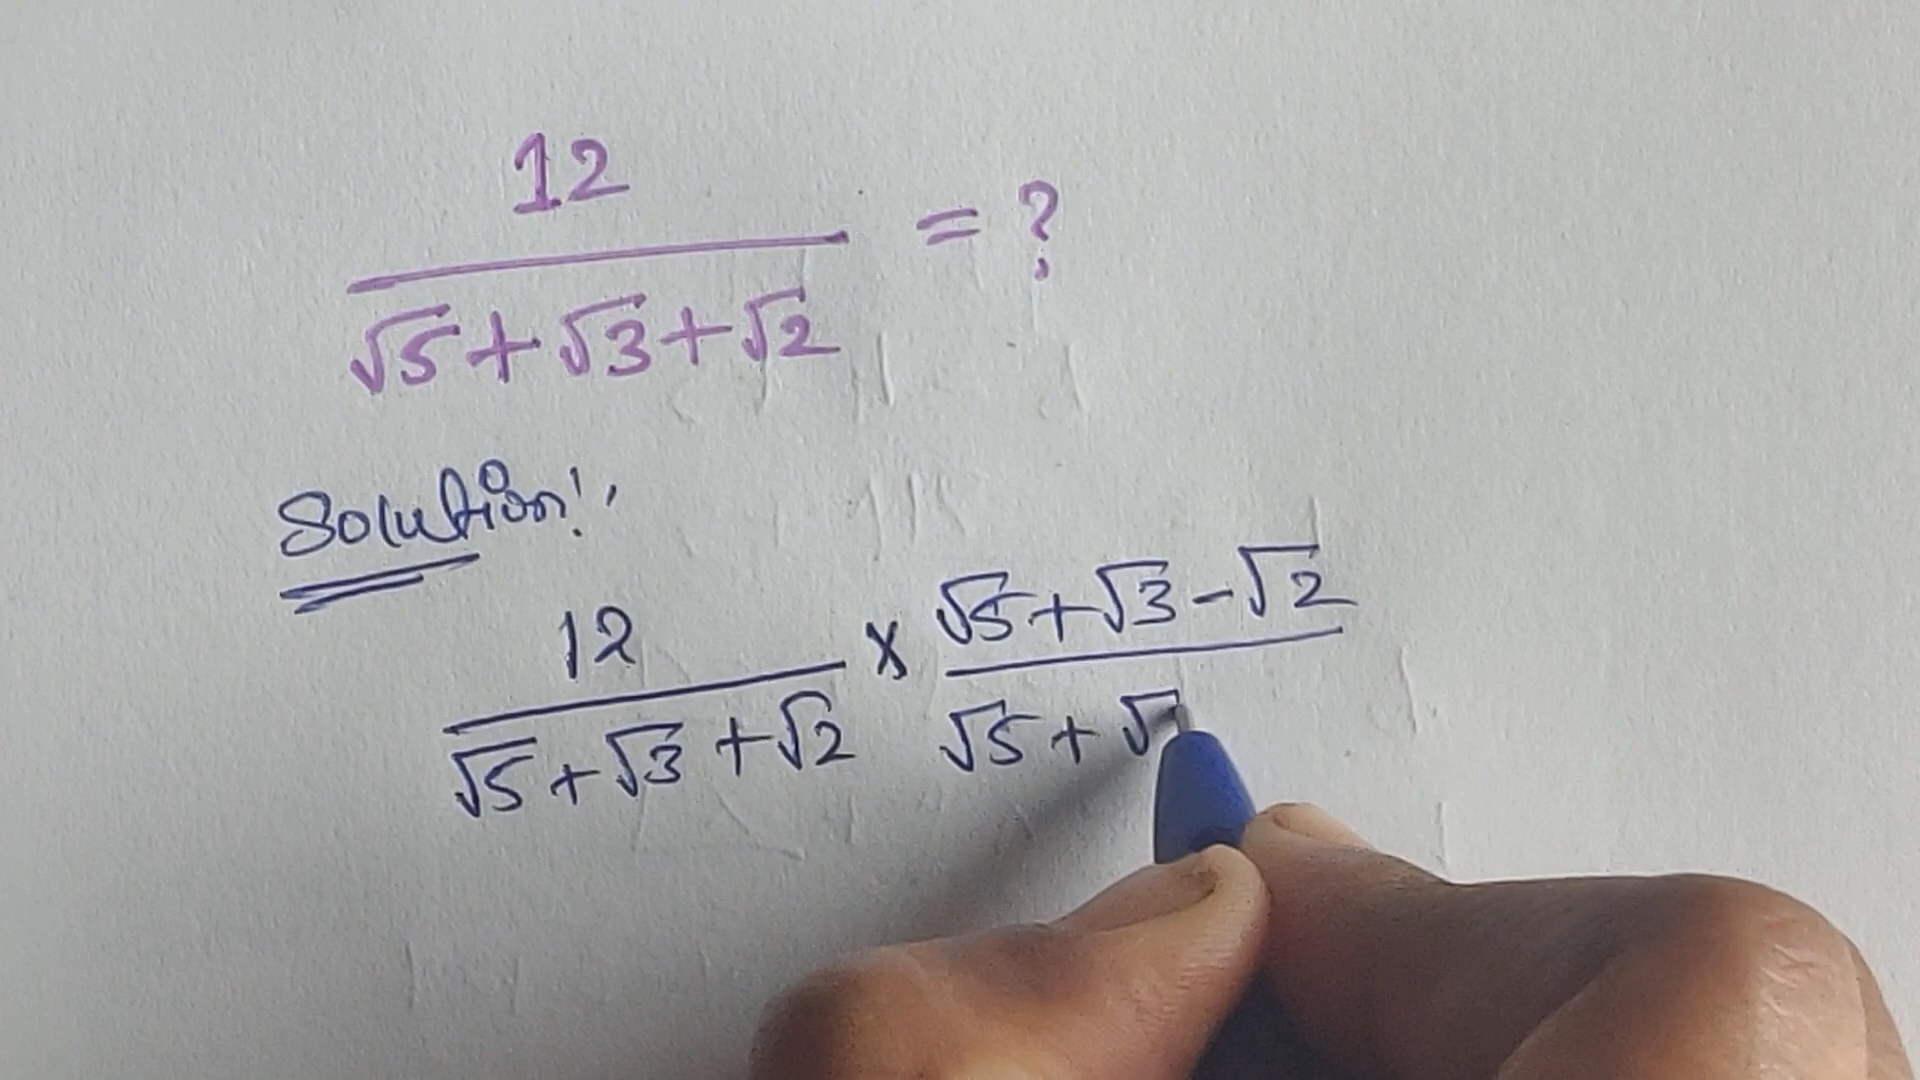 12
√5+√3+√2 = ?
Solution:,
12 × √5+√3-√2
√5+√3+√2 √5+√